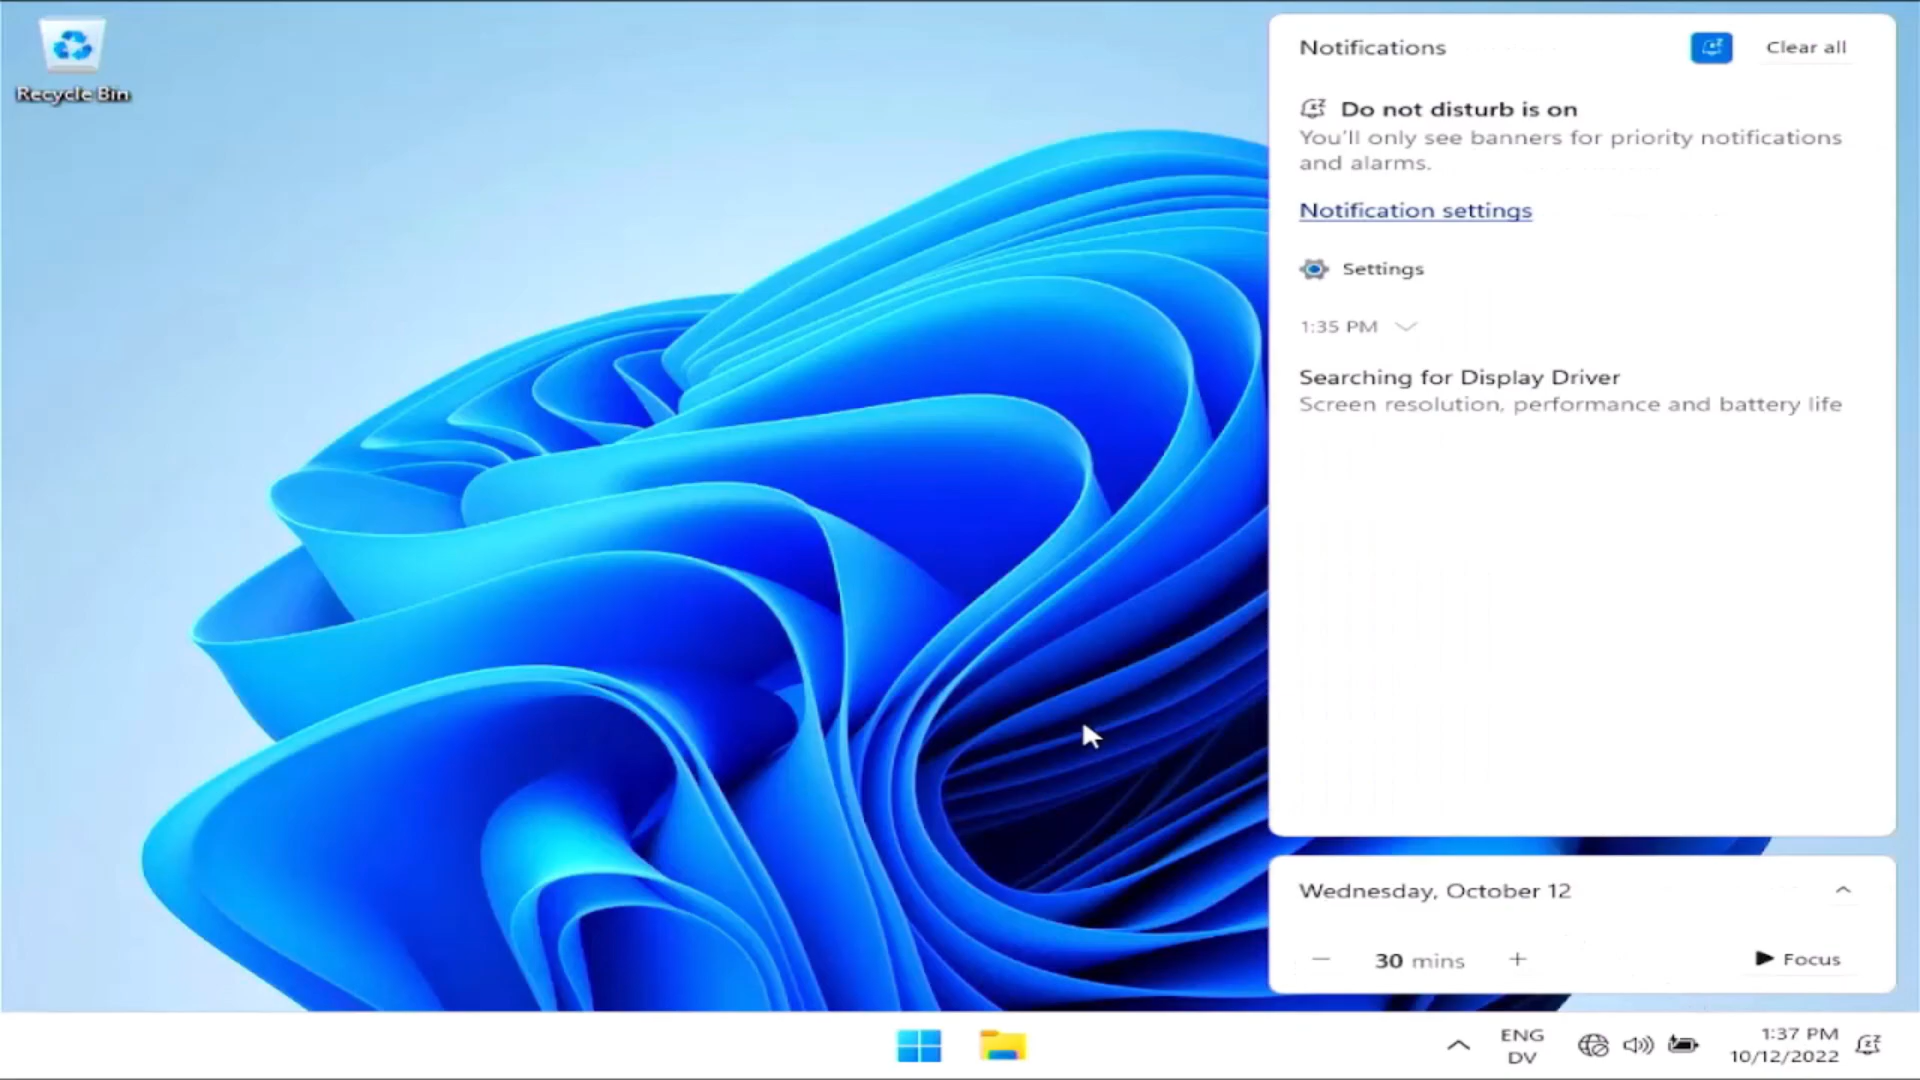 Recycle Bin
Notifications
Clear all
Do not disturb is on
You'll only see banners for priority notifications
and alarms.
Notification settings
Settings
1:35 PM
Searching for Display Driver
Screen resolution, performance and battery life
Wednesday, October 12
30 mins
Focus
ENG
DV
1:37 PM
10/12/2022